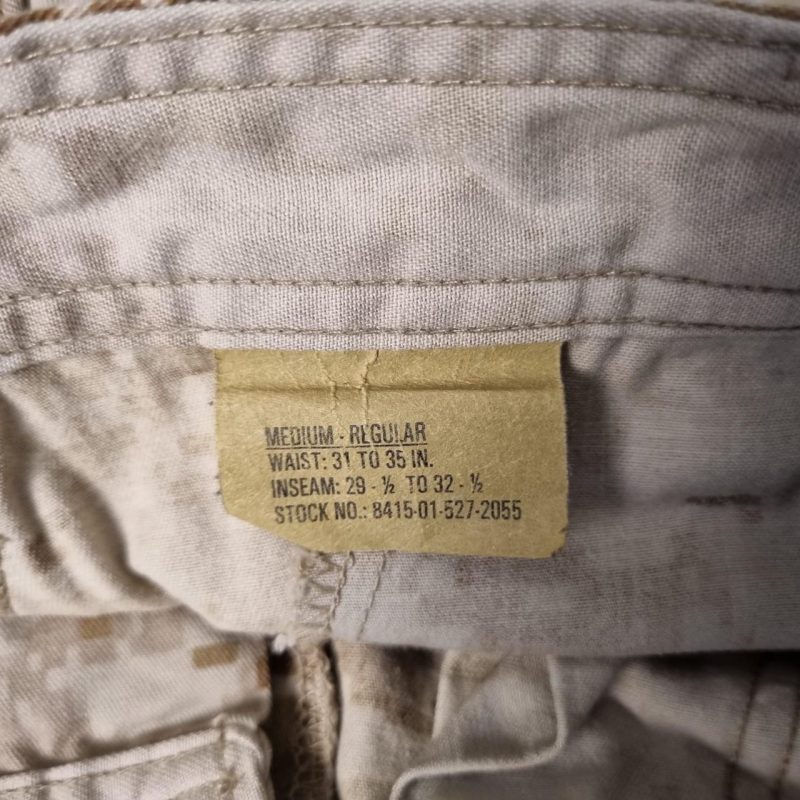 MEDIUM - REGULAR
WAIST: 31 TO 35 IN.
INSEAM: 29 - ½ TO 32 - ½
STOCK NO.: 8415-01-527-2055